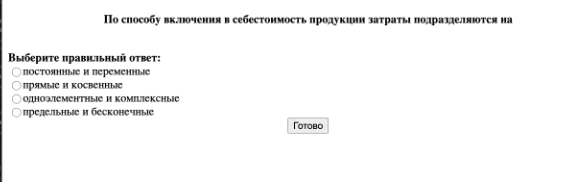 По способу включения в себестоимость продукции затраты подразделяются на
Выберите правильный ответ:
постоянные и переменные
прямые и косвенные
одноэлементные и комплексные
предельные и бесконечные
Готово